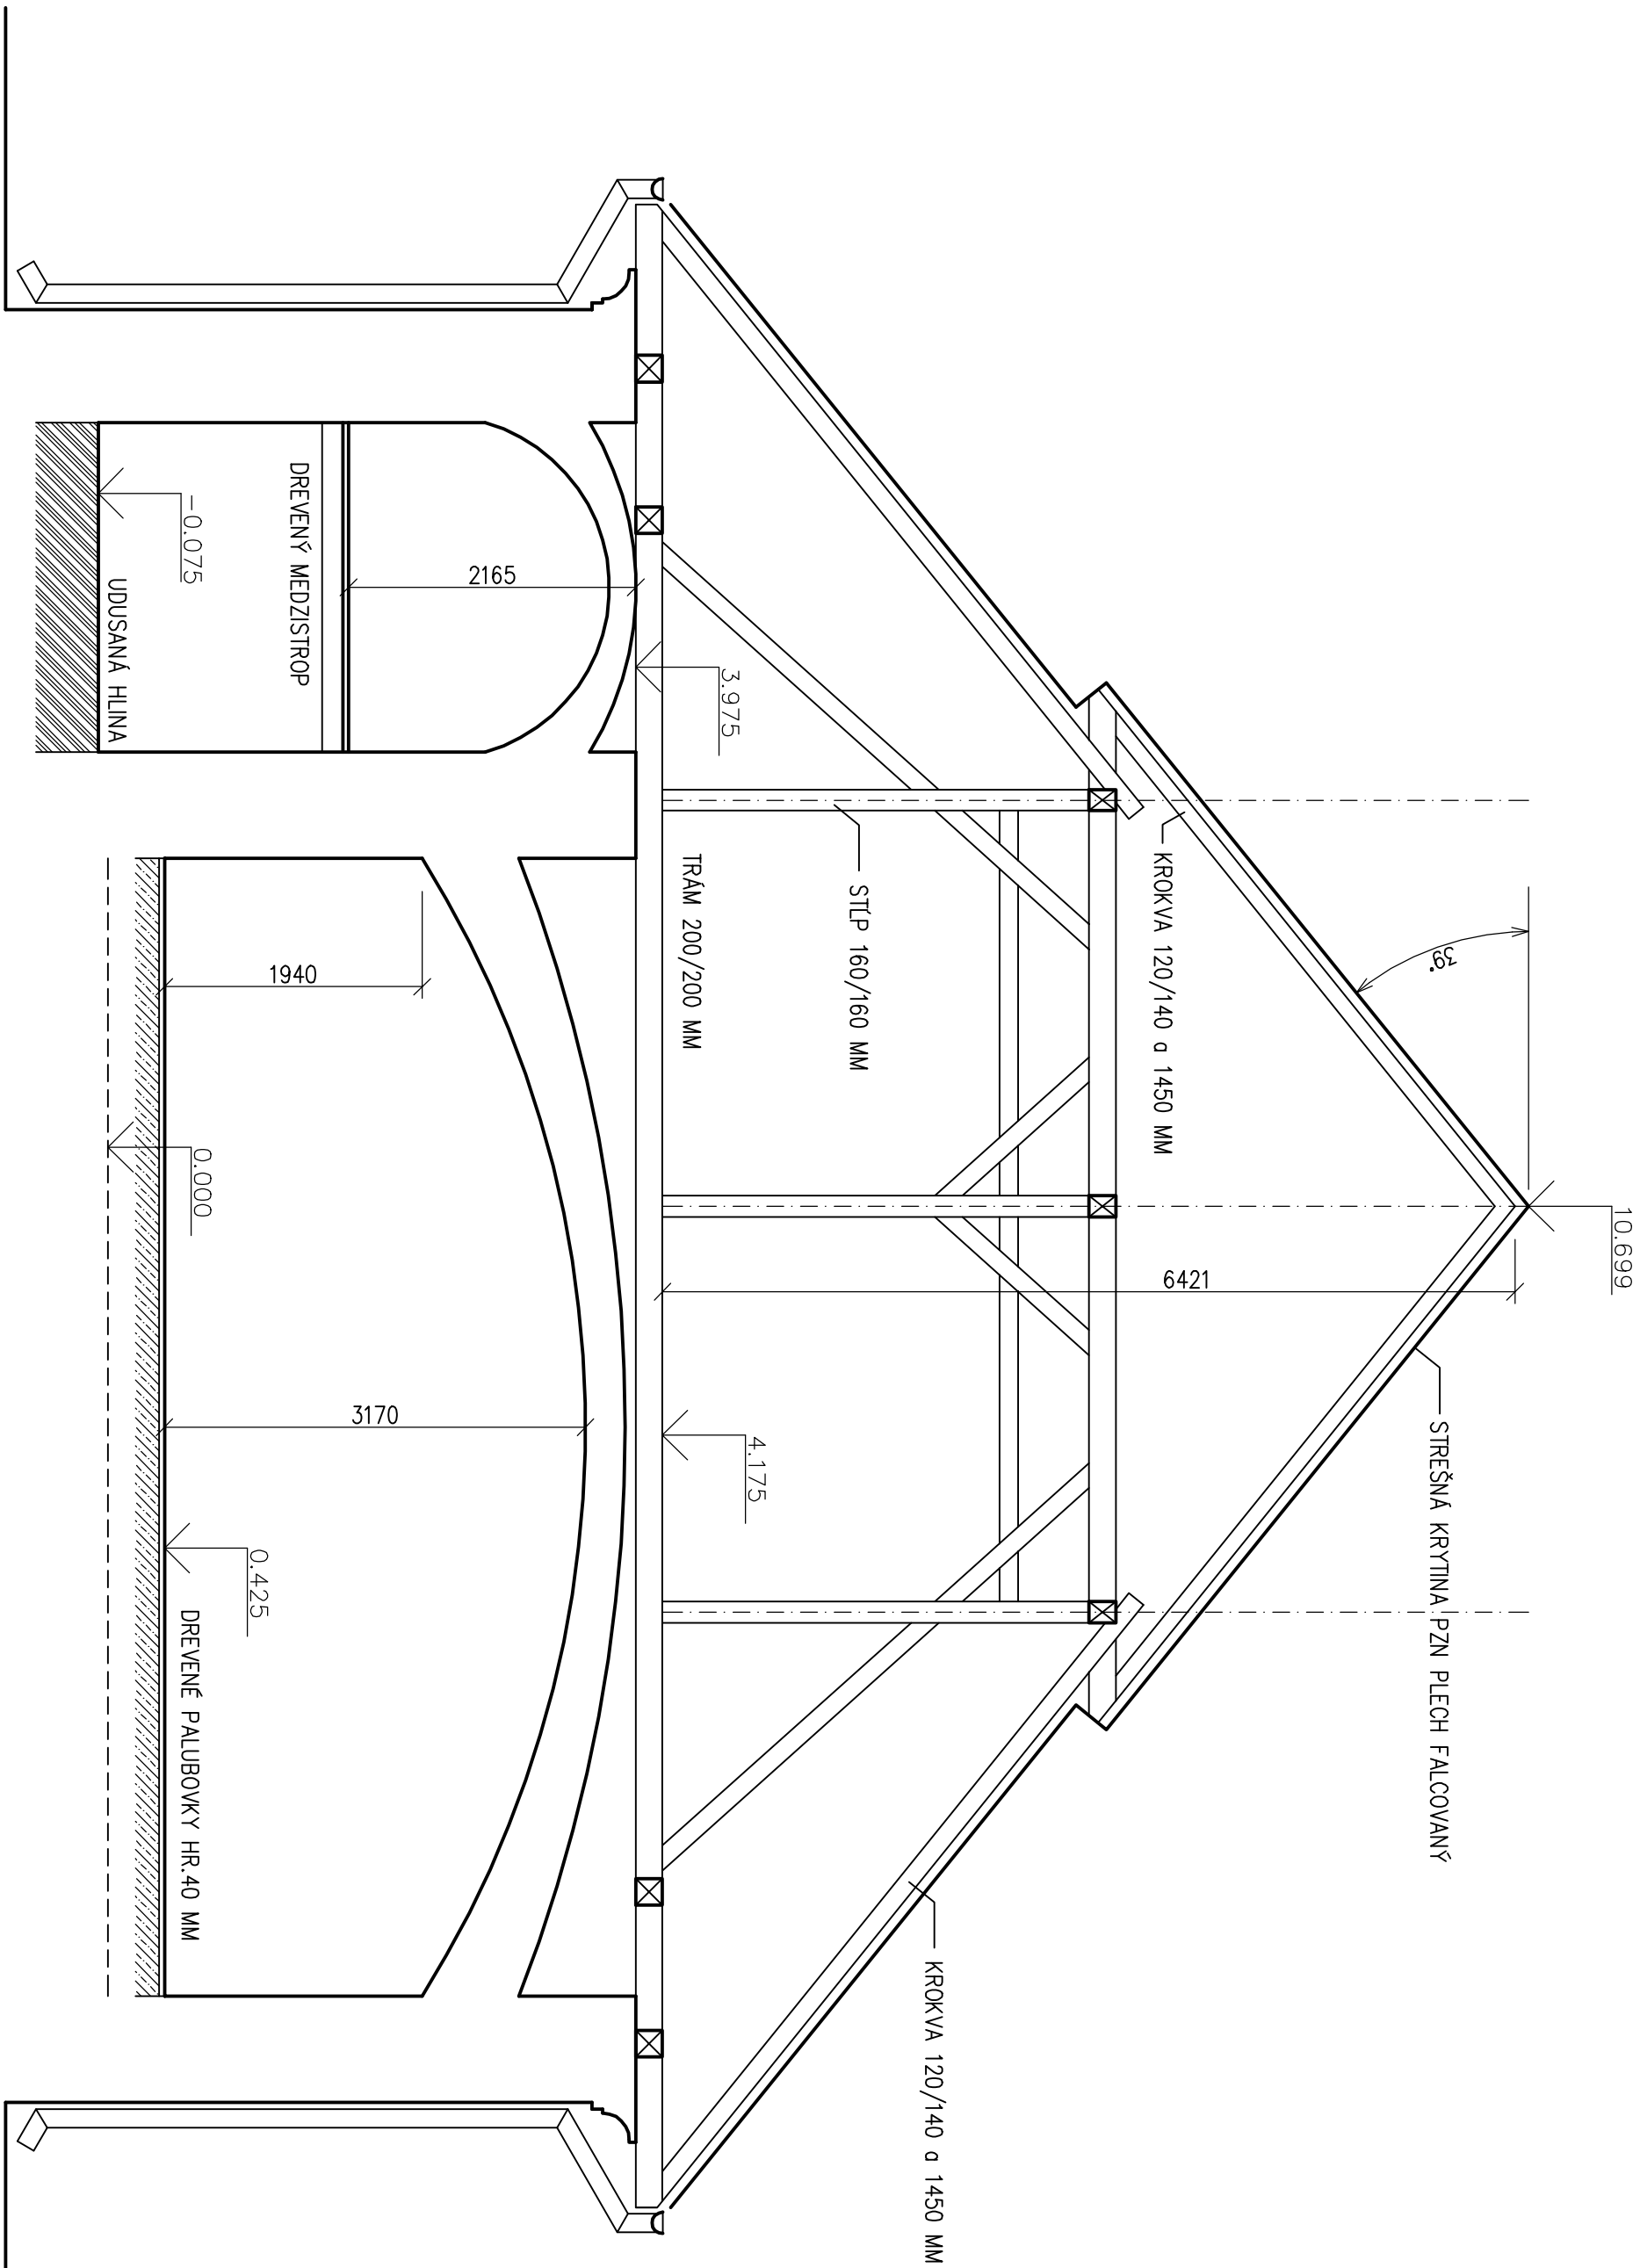 10.699
39°
STREŠNÁ KRYTINA PZN PLECH FALCOVANÝ
6421
KROKVA 120/140 a 1450 MM
KROKVA 120/140 a 1450 MM
STĹP 160/160 MM
TRÁM 200/200 MM
4.175
3.975
2165
3170
1940
DREVENÝ MEDZISTROP
0.425
DREVENÉ PALUBOVKY HR.40 MM
0.000
-0.075
UDUSANÁ HLINA